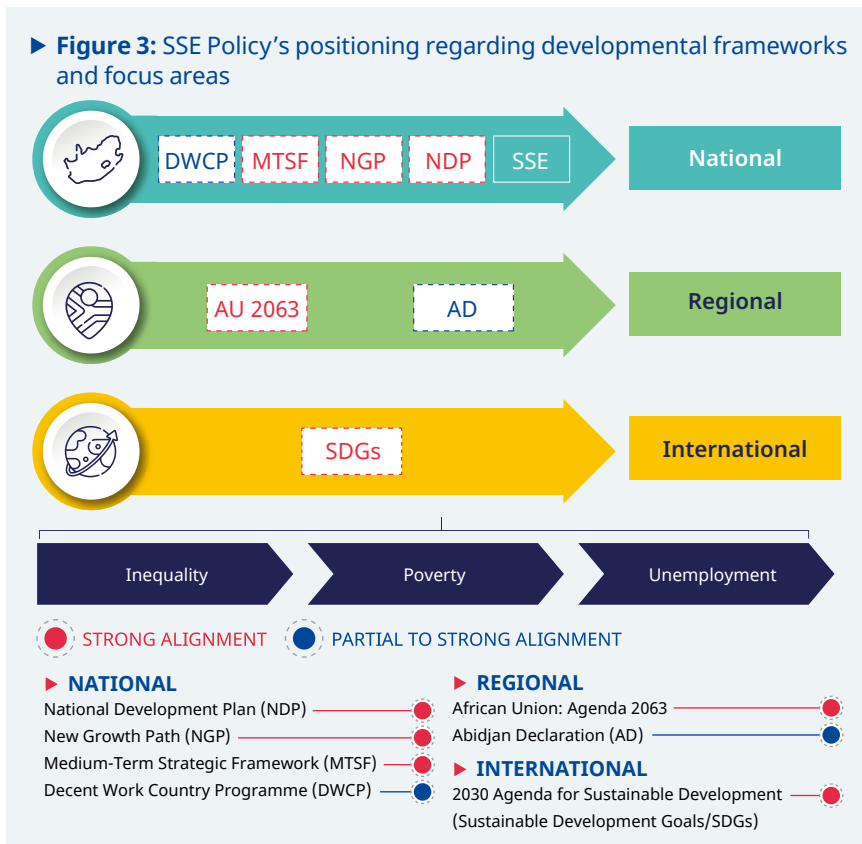 Figure 3: SSE Policy's positioning regarding developmental frameworks
and focus areas
DWCP MTSF NGP NDP SSE
National
AU 2063 AD
Regional
SDGs
International
Inequality Poverty Unemployment
STRONG ALIGNMENT PARTIAL TO STRONG ALIGNMENT
NATIONAL
National Development Plan (NDP)
New Growth Path (NGP)
Medium-Term Strategic Framework (MTSF)
Decent Work Country Programme (DWCP)
REGIONAL
African Union: Agenda 2063
Abidjan Declaration (AD)
INTERNATIONAL
2030 Agenda for Sustainable Development
(Sustainable Development Goals/SDGs)